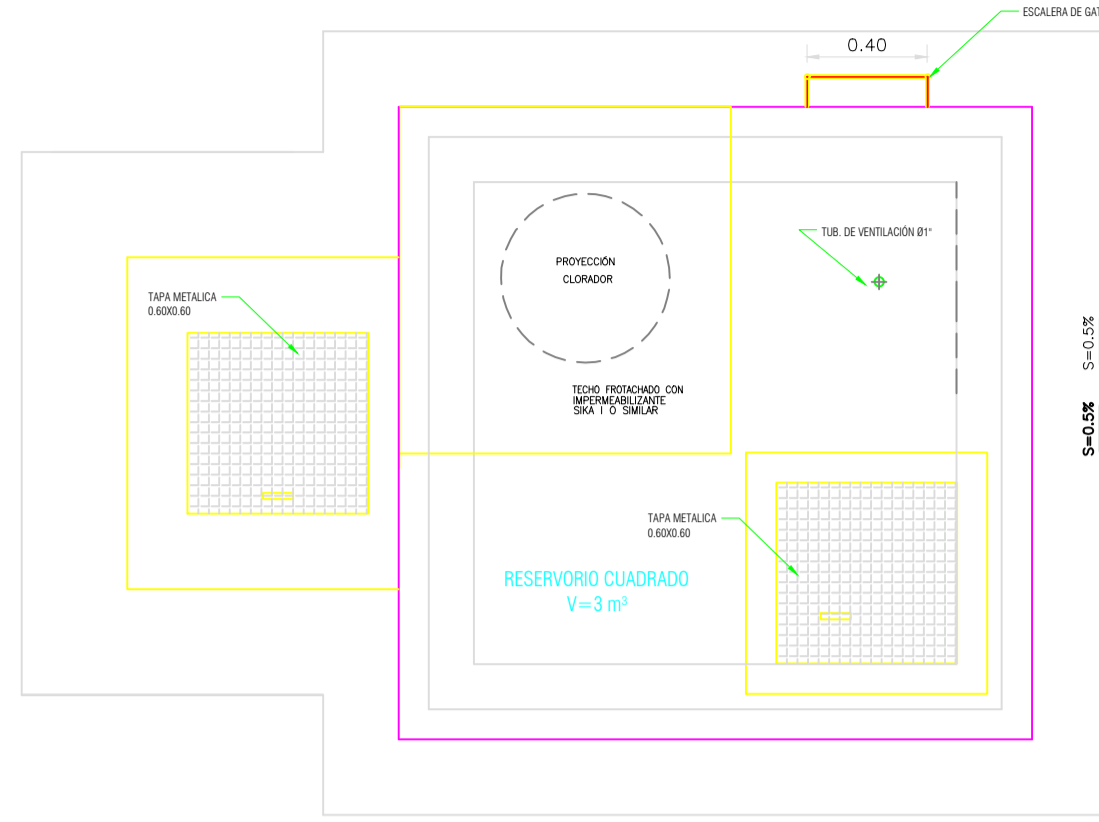 ESCALERA DE GAT
0.40
TUB. DE VENTILACIÓN Ø1"
PROYECCIÓN
CLORADOR
TAPA METALICA
0.60X0.60
S=0.5%
TECHO FROTACHADO CON
IMPERMEABILIZANTE
SIKA I O SIMILAR
S=0.5%
TAPA METALICA
0.60X0.60
RESERVORIO CUADRADO
V=3 m³